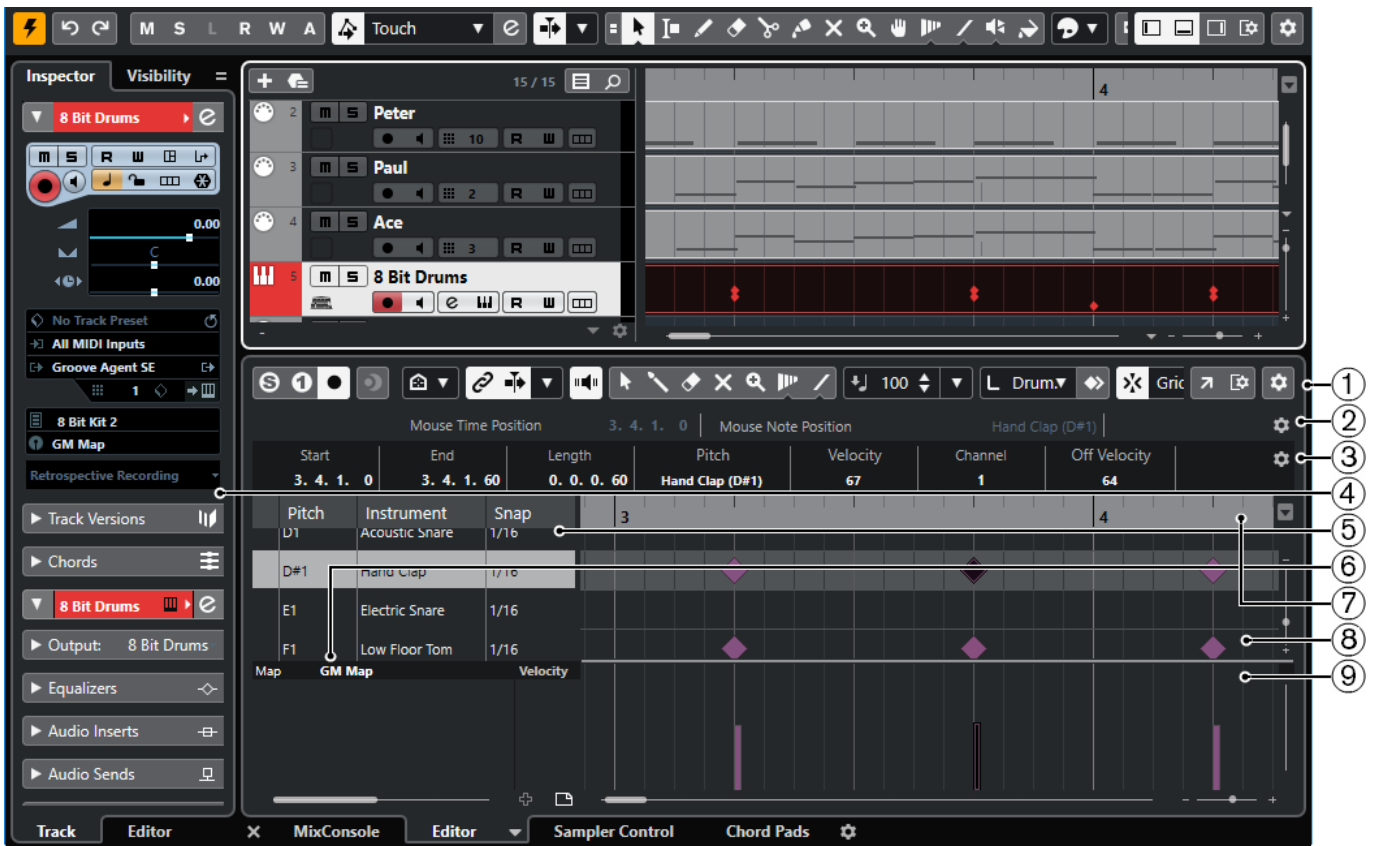 M S L R W A Touch
Inspector Visibility
15 / 15
4
8 Bit Drums
2 m S Peter
10 R W
m S R W
3 m S Paul
2 R W
0.00
4 m S Ace
C
3 R W
0.00
5 m S 8 Bit Drums
R W
No Track Preset
All MIDI Inputs
Groove Agent SE
1
8 Bit Kit 2
GM Map
Retrospective Recording
Track Versions
Chords
8 Bit Drums
Output: 8 Bit Drums
Equalizers
Audio Inserts
Audio Sends
Track Editor
S 1 100 L Drum. Gric
Mouse Time Position 3. 4. 1. 0 Mouse Note Position Hand Clap (D#1)
Start End Length Pitch Velocity Channel Off Velocity
3. 4. 1. 0 3. 4. 1. 60 0. 0. 0. 60 Hand Clap (D#1) 67 1 64
Pitch Instrument Snap 3 4
D1 Acoustic Snare 1/16
D#1 Hand Clap 1/16
E1 Electric Snare 1/16
F1 Low Floor Tom 1/16
Map GM Map Velocity
MixConsole Editor Sampler Control Chord Pads
1
2
3
4
5
6
7
8
9